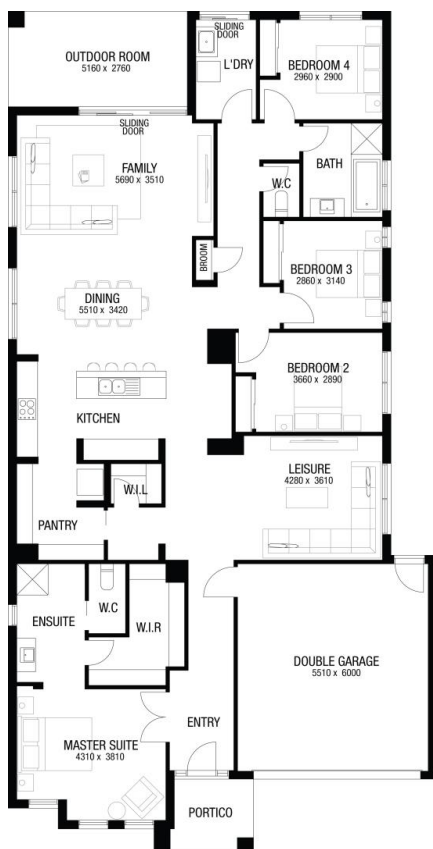 SLIDING
DOOR
OUTDOOR ROOM
5160 x 2760
L'DRY
BEDROOM 4
2960 x 2900
SLIDING
DOOR
FAMILY
5690 x 3510
BATH
W.C
BROOM
BEDROOM 3
2860 x 3140
DINING
5510 x 3420
BEDROOM 2
3660 x 2890
KITCHEN
LEISURE
4280 x 3610
W.I.L
PANTRY
W.C
ENSUITE
W.I.R
DOUBLE GARAGE
5510 x 6000
ENTRY
MASTER SUITE
4310 x 3810
PORTICO